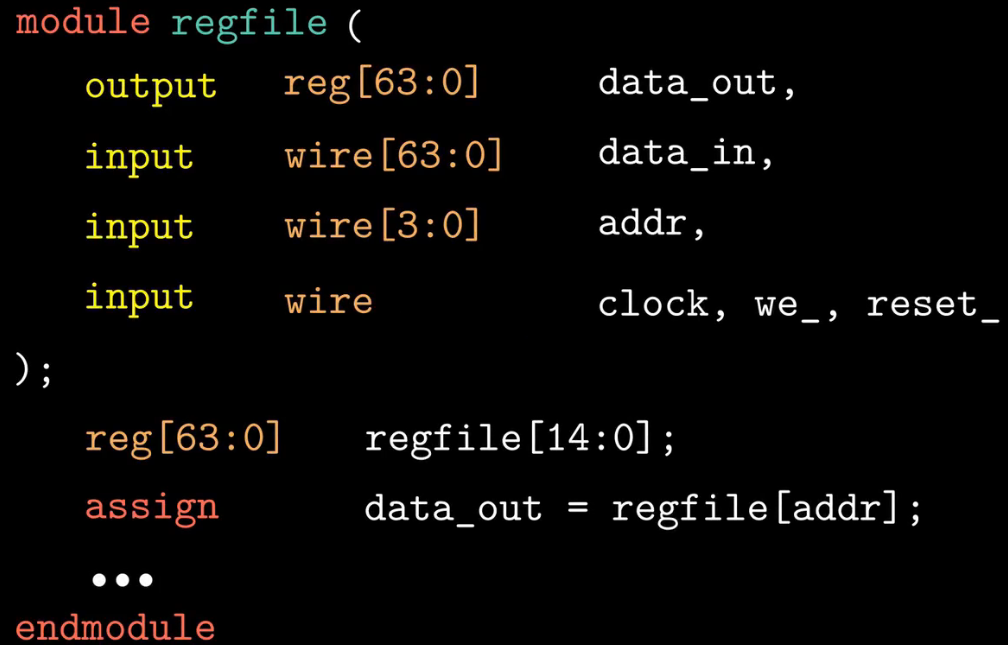 module regfile (
output reg[63:0] data_out,
input wire[63:0] data_in,
input wire[3:0] addr,
input wire clock, we_, reset_
);
reg[63:0] regfile[14:0];
assign data_out = regfile[addr];
•••
endmodule